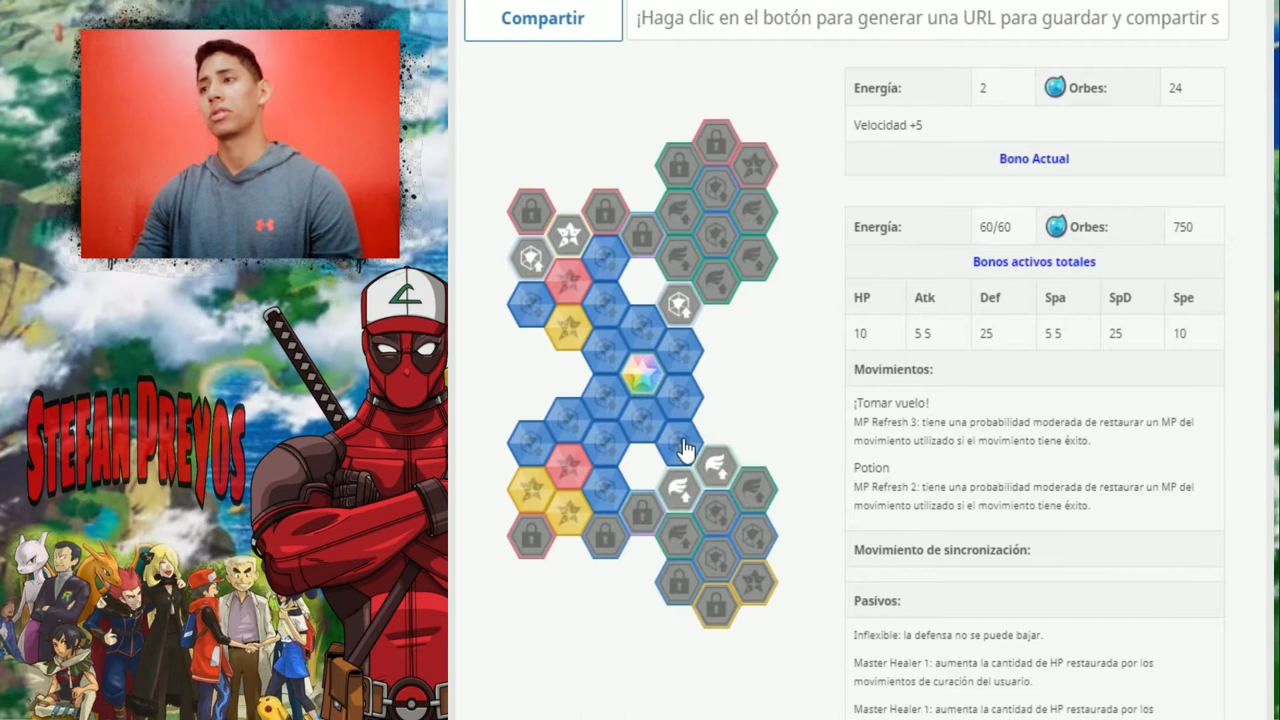 Compartir
¡Haga clic en el botón para generar una URL para guardar y compartir s
Energía: 2 Orbes: 24
Velocidad +5
Bono Actual
Energía: 60/60 Orbes: 750
Bonos activos totales
HP Atk Def Spa SpD Spe
10 5 5 25 5 5 25 10
Movimientos:
¡Tomar vuelo!
MP Refresh 3: tiene una probabilidad moderada de restaurar un MP del
movimiento utilizado si el movimiento tiene éxito.
Potion
MP Refresh 2: tiene una probabilidad moderada de restaurar un MP del
movimiento utilizado si el movimiento tiene éxito.
Movimiento de sincronización:
Pasivos:
Inflexible: la defensa no se puede bajar.
Master Healer 1: aumenta la cantidad de HP restaurada por los
movimientos de curación del usuario.
Master Healer 1: aumenta la cantidad de HP restaurada por los
STEFAN PREYOS